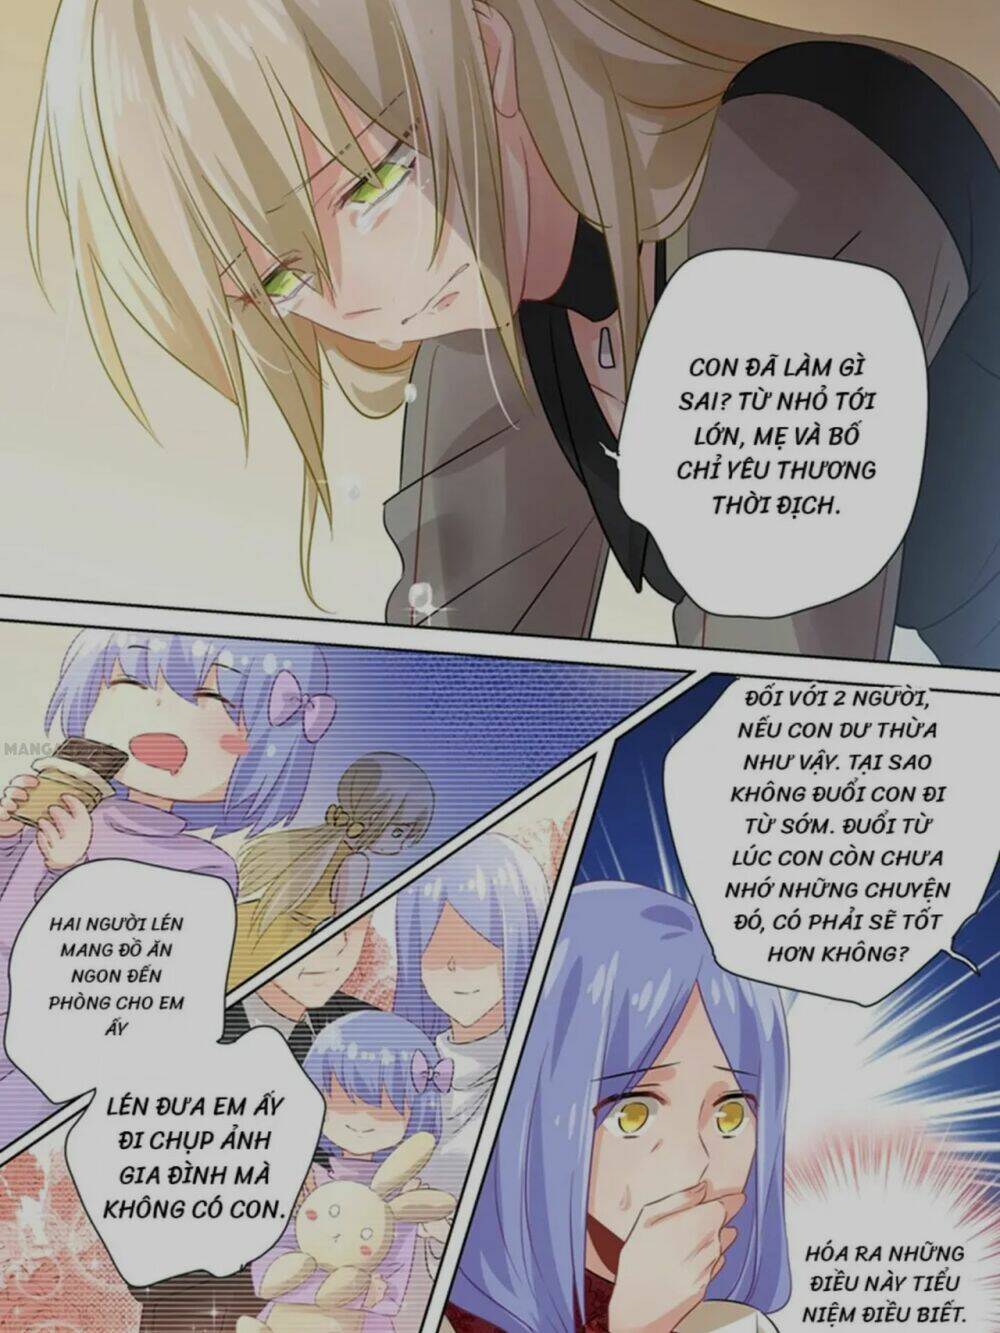 CON ĐÃ LÀM GÌ
SAI? TỪ NHỎ TỚI
LỚN, MẸ VÀ BỐ
CHỈ YÊU THƯƠNG
THỜI ĐỊCH.
ĐỐI VỚI 2 NGƯỜI,
NẾU CON DƯ THỪA
NHƯ VẬY. TẠI SAO
KHÔNG ĐUỔI CON ĐI
TỪ SỚM. ĐUỔI TỪ
LÚC CON CÒN CHƯA
NHỚ NHỮNG CHUYỆN
ĐÓ, CÓ PHẢI SẼ TỐT
HƠN KHÔNG?
HAI NGƯỜI LÉN
MANG ĐỒ ĂN
NGON ĐẾN
PHÒNG CHO EM
ẤY
LÉN ĐƯA EM ẤY
ĐI CHỤP ẢNH
GIA ĐÌNH MÀ
KHÔNG CÓ CON.
HÓA RA NHỮNG
ĐIỀU NÀY TIỂU
NIỆM ĐIỀU BIẾT.